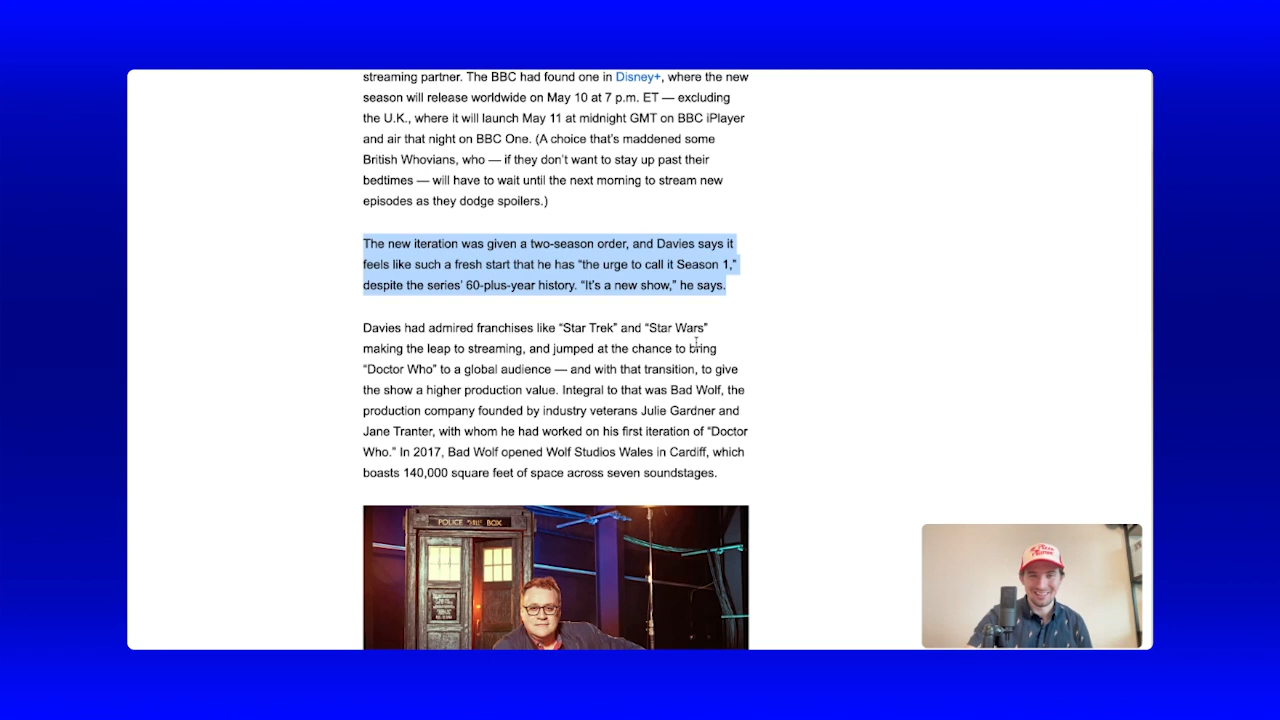 streaming partner. The BBC had found one in Disney+, where the new
season will release worldwide on May 10 at 7 p.m. ET — excluding
the U.K., where it will launch May 11 at midnight GMT on BBC iPlayer
and air that night on BBC One. (A choice that’s maddened some
British Whovians, who — if they don’t want to stay up past their
bedtimes — will have to wait until the next morning to stream new
episodes as they dodge spoilers.)
The new iteration was given a two-season order, and Davies says it
feels like such a fresh start that he has “the urge to call it Season 1,”
despite the series’ 60-plus-year history. “It’s a new show,” he says.
Davies had admired franchises like “Star Trek” and “Star Wars”
making the leap to streaming, and jumped at the chance to bring
“Doctor Who” to a global audience — and with that transition, to give
the show a higher production value. Integral to that was Bad Wolf, the
production company founded by industry veterans Julie Gardner and
Jane Tranter, with whom he had worked on his first iteration of “Doctor
Who.” In 2017, Bad Wolf opened Wolf Studios Wales in Cardiff, which
boasts 140,000 square feet of space across seven soundstages.
POLICE PUBLIC BOX